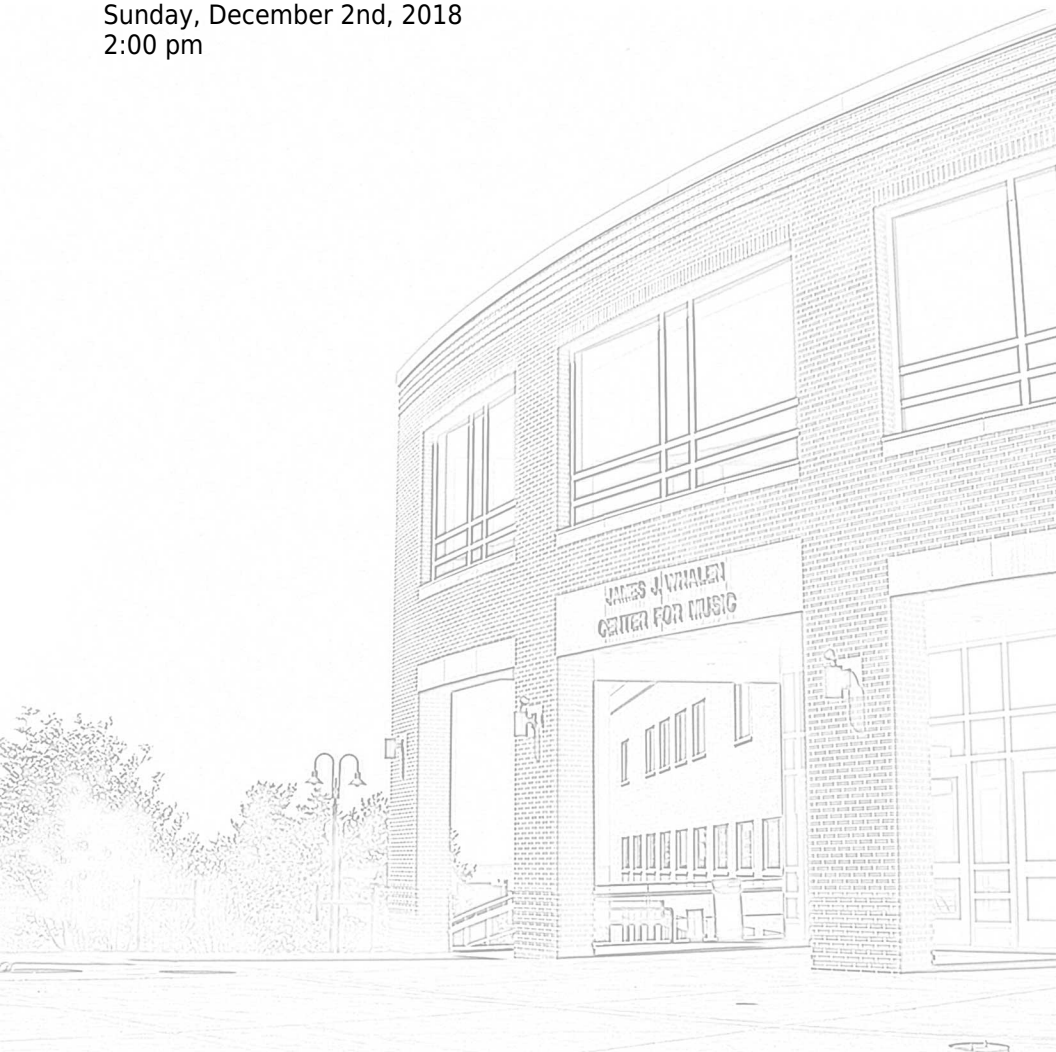 Sunday, December 2nd, 2018
2:00 pm
JAMES J. WHALEN
CENTER FOR MUSIC